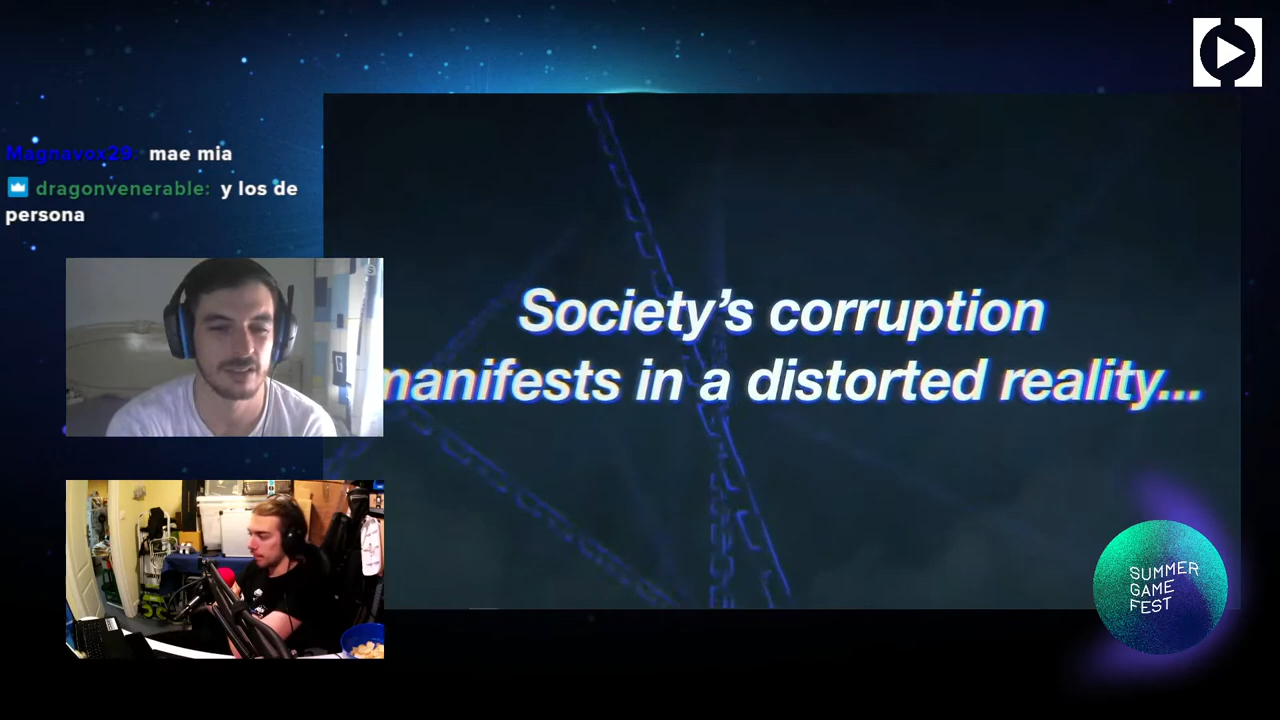 Magnavox29: mae mia
dragonvenerable: y los de
persona
Society's corruption
manifests in a distorted reality...
SUMMER
GAME
FEST